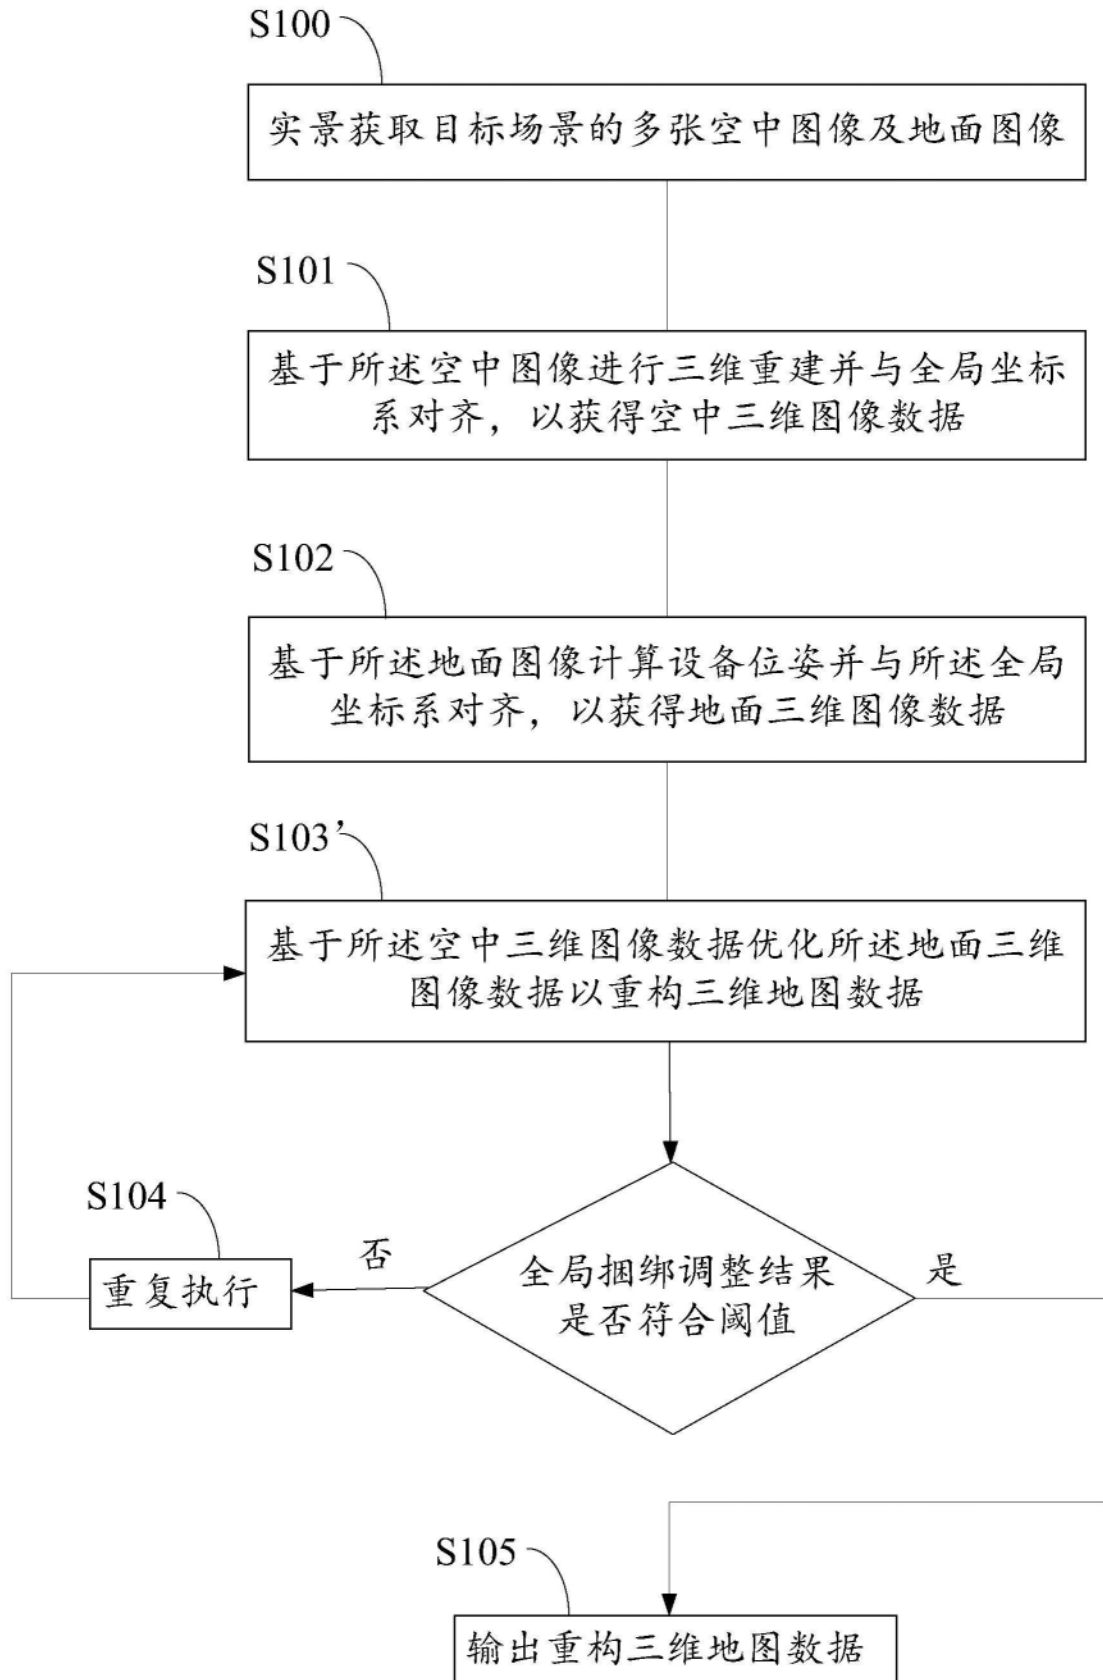 S100
实景获取目标场景的多张空中图像及地面图像
S101
基于所述空中图像进行三维重建并与全局坐标
系对齐，以获得空中三维图像数据
S102
基于所述地面图像计算设备位姿并与所述全局
坐标系对齐，以获得地面三维图像数据
S103’
基于所述空中三维图像数据优化所述地面三维
图像数据以重构三维地图数据
S104
重复执行
否
全局捆绑调整结果
是否符合阈值
是
S105
输出重构三维地图数据